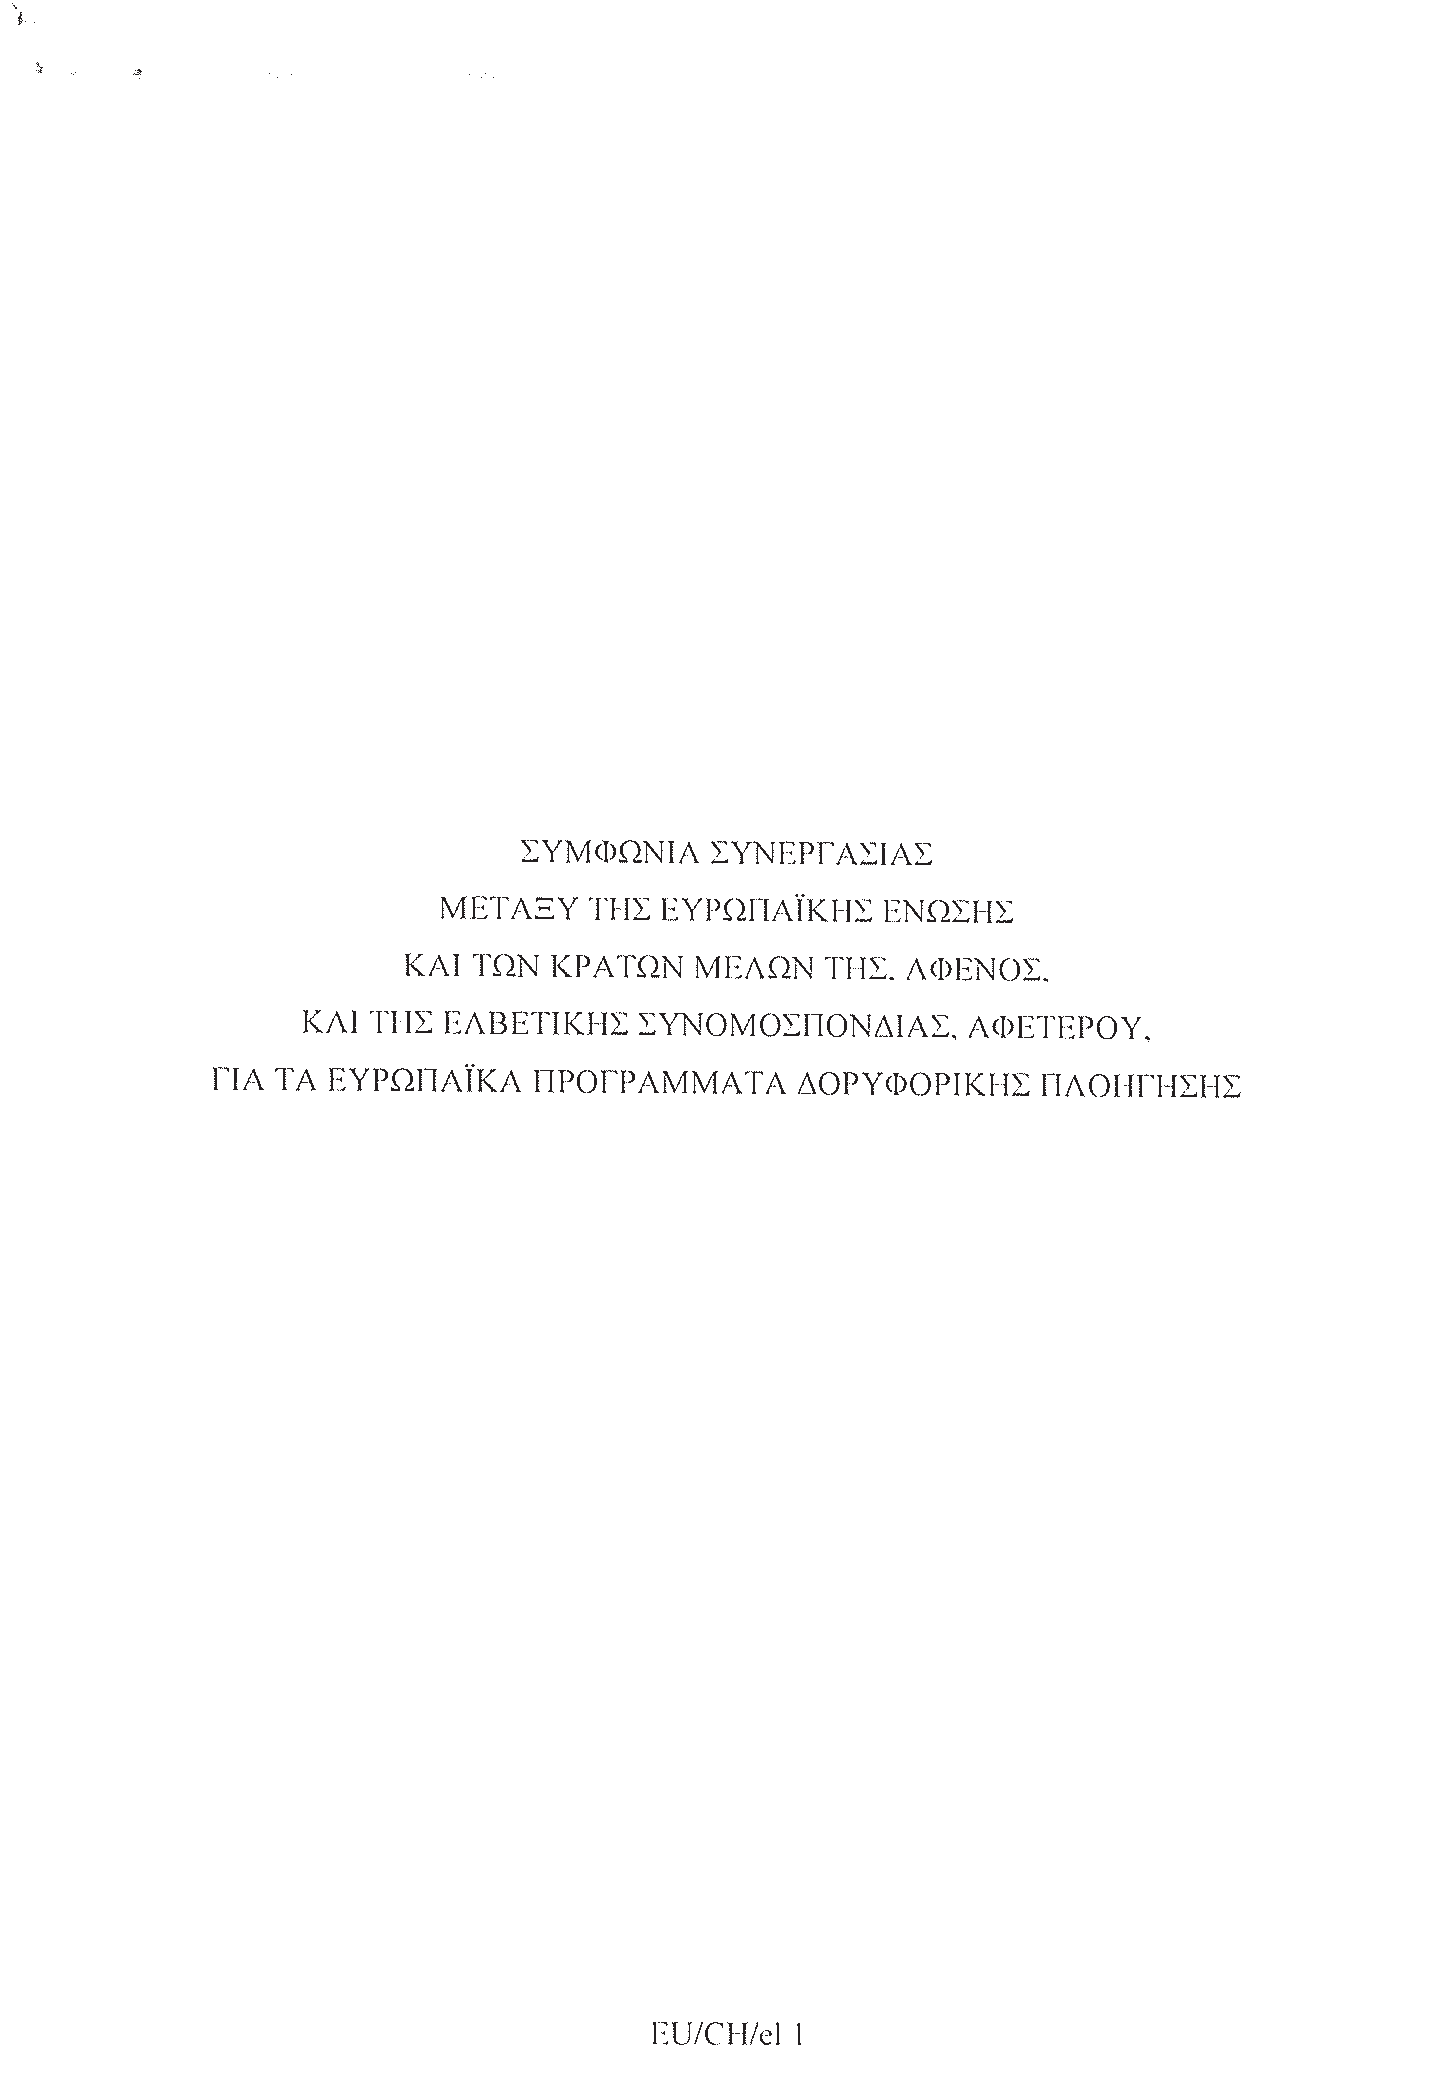 ΣΥΜΦΩΝΙΑ ΣΥΝΕΡΓΑΣΙΑΣ
ΜΕΤΑΞΥ ΤΗΣ ΕΥΡΩΠΑΪΚΗΣ ΕΝΩΣΗΣ
ΚΑΙ ΤΩΝ ΚΡΑΤΩΝ ΜΕΛΩΝ ΤΗΣ, ΑΦΕΝΟΣ,
ΚΑΙ ΤΗΣ ΕΛΒΕΤΙΚΗΣ ΣΥΝΟΜΟΣΠΟΝΔΙΑΣ, ΑΦΕΤΕΡΟΥ,
ΓΙΑ ΤΑ ΕΥΡΩΠΑΪΚΑ ΠΡΟΓΡΑΜΜΑΤΑ ΔΟΡΥΦΟΡΙΚΗΣ ΠΛΟΗΓΗΣΗΣ
EU/CH/el 1